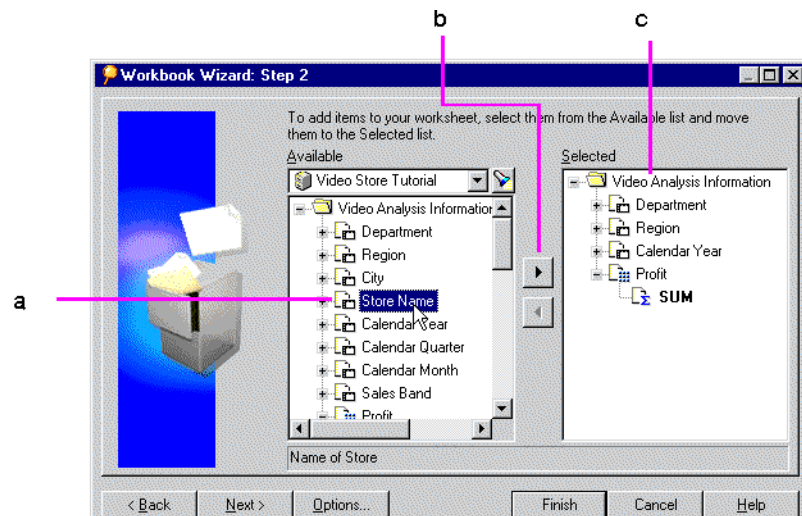 b
c
Workbook Wizard: Step 2
To add items to your worksheet, select them from the Available list and move
them to the Selected list.
Available
Video Store Tutorial
Video Analysis Information
Department
Region
City
Store Name
Calendar Year
Calendar Quarter
Calendar Month
Sales Band
Profit
Selected
Video Analysis Information
Department
Region
Calendar Year
Profit
SUM
a
Name of Store
< Back
Next >
Options...
Finish
Cancel
Help